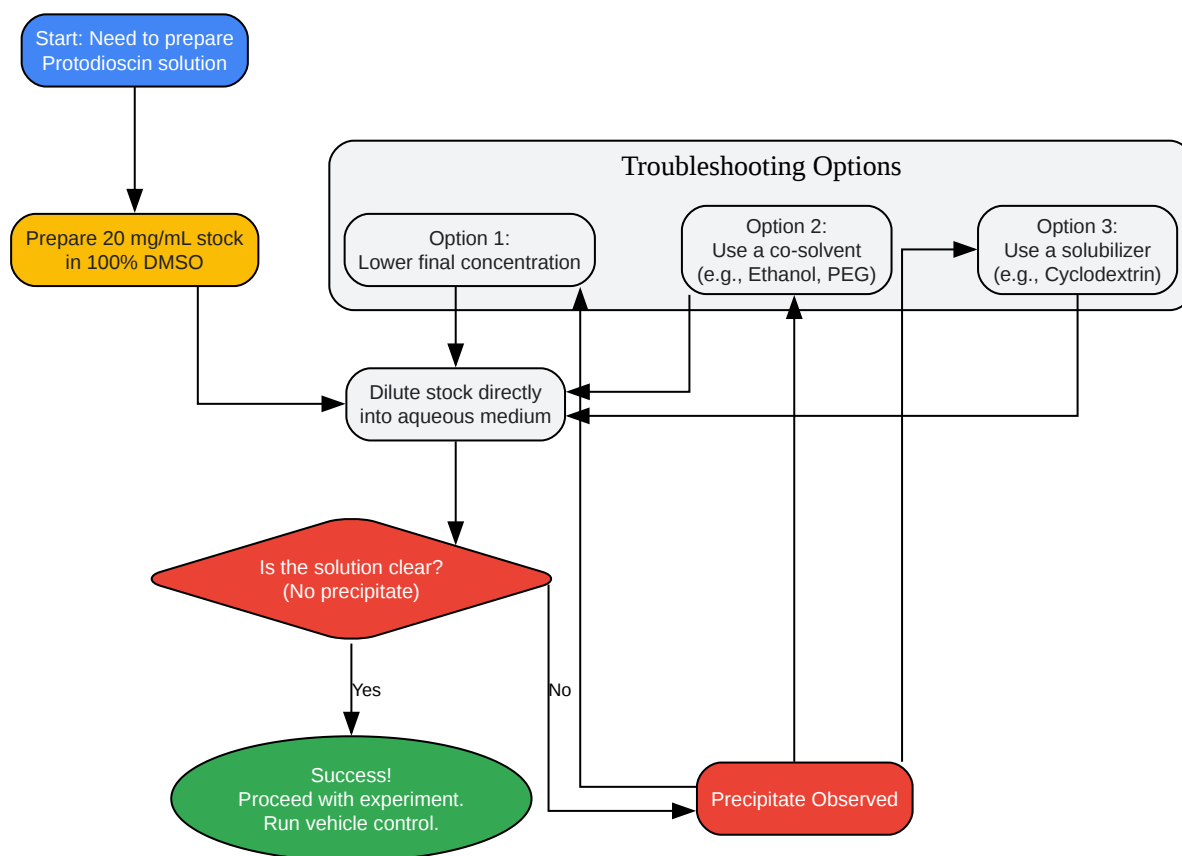 Start: Need to prepare
Protodioscin solution
Troubleshooting Options
Prepare 20 mg/mL stock
in 100% DMSO
Option 1:
Lower final concentration
Option 2:
Use a co-solvent
(e.g., Ethanol, PEG)
Option 3:
Use a solubilizer
(e.g., Cyclodextrin)
Dilute stock directly
into aqueous medium
Is the solution clear?
(No precipitate)
Yes
No
Success!
Proceed with experiment.
Run vehicle control.
Precipitate Observed